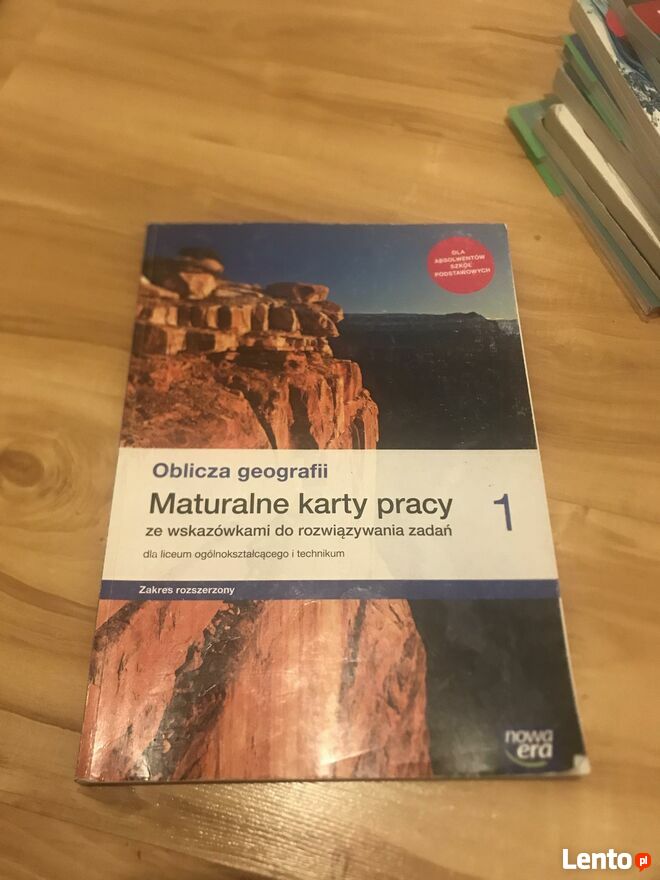 DLA
ABSOLWENTÓW
SZKÓŁ
PODSTAWOWYCH
Oblicza geografii
Maturalne karty pracy 1
ze wskazówkami do rozwiązywania zadań
dla liceum ogólnokształcącego i technikum
Zakres rozszerzony
nowa
era
Lento.pl